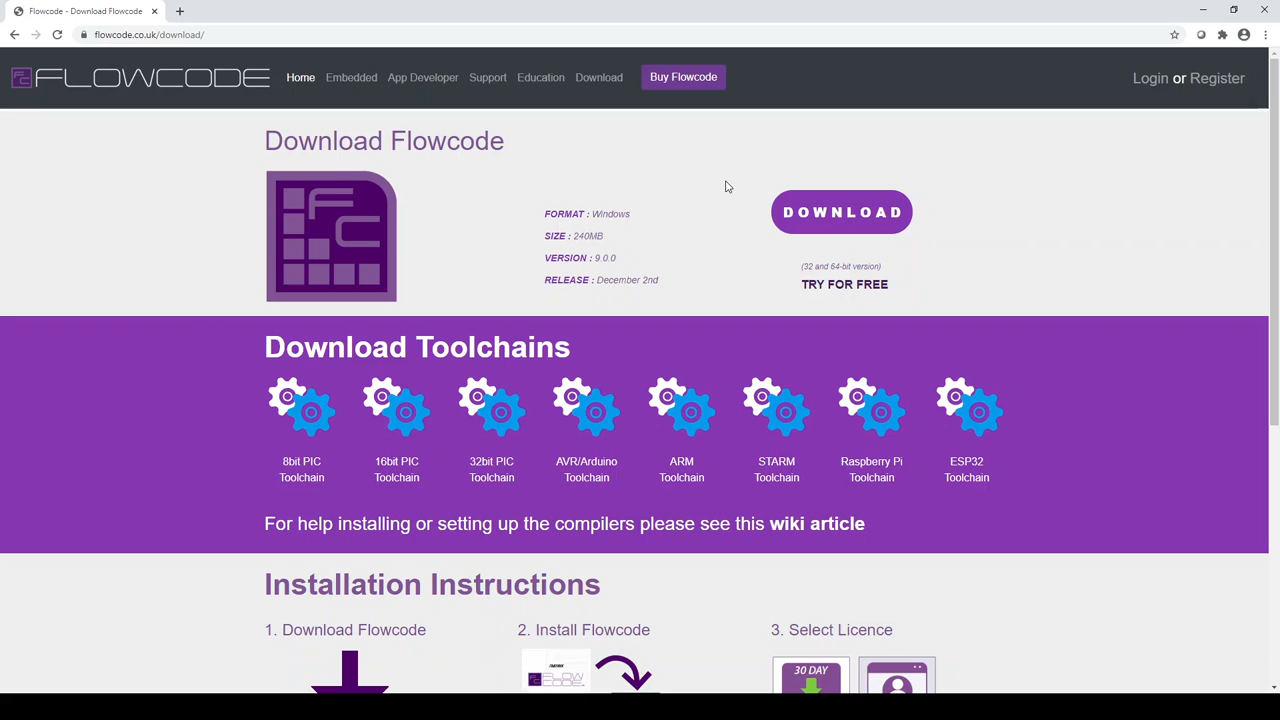 Flowcode - Download Flowcode
flowcode.co.uk/download/
FLOWCODE
Home
Embedded
App Developer
Support
Education
Download
Buy Flowcode
Login or Register
Download Flowcode
FC
FORMAT : Windows
SIZE : 240MB
VERSION : 9.0.0
RELEASE : December 2nd
DOWNLOAD
(32 and 64-bit version)
TRY FOR FREE
Download Toolchains
8bit PIC
Toolchain
16bit PIC
Toolchain
32bit PIC
Toolchain
AVR/Arduino
Toolchain
ARM
Toolchain
STARM
Toolchain
Raspberry Pi
Toolchain
ESP32
Toolchain
For help installing or setting up the compilers please see this wiki article
Installation Instructions
1. Download Flowcode
2. Install Flowcode
3. Select Licence
FLOWCODE
30 DAY